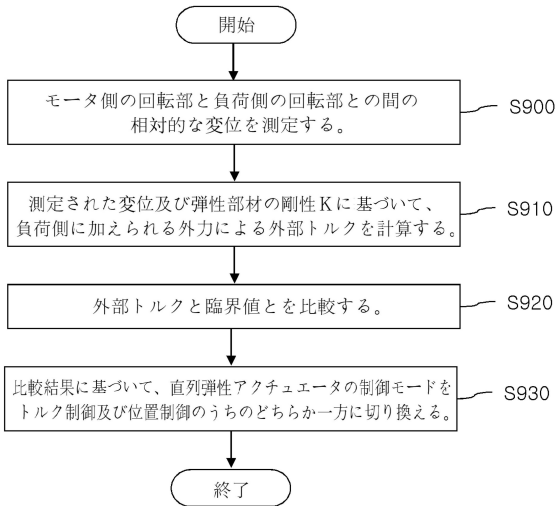 開始
モータ側の回転部と負荷側の回転部との間の
相対的な変位を測定する。
S900
測定された変位及び弾性部材の剛性Kに基づいて、
負荷側に加えられる外力による外部トルクを計算する。
S910
外部トルクと臨界値とを比較する。
S920
比較結果に基づいて、直列弾性アクチュエータの制御モードを
トルク制御及び位置制御のうちのどちらか一方に切り換える。
S930
終了